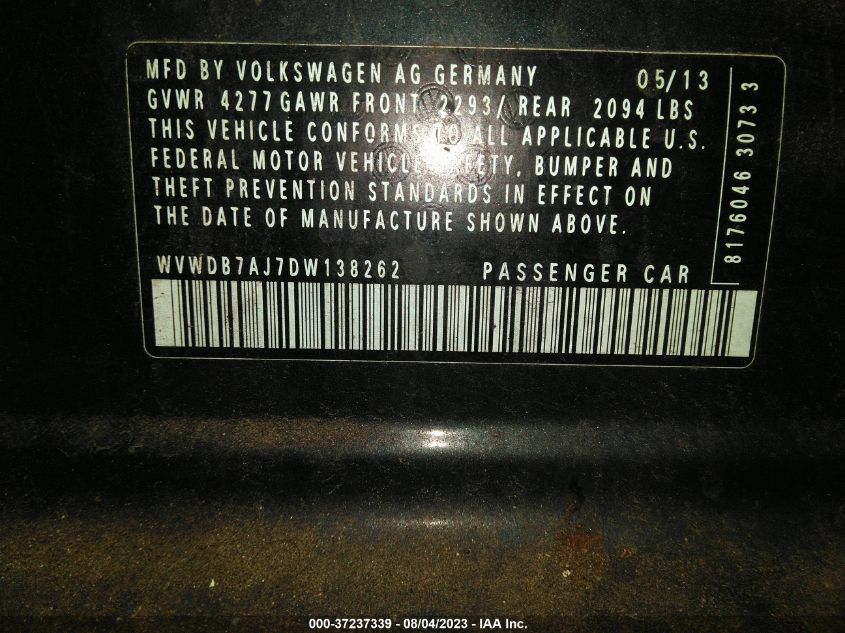 MFD BY VOLKSWAGEN AG GERMANY 05/13
GVWR 4277 GAWR FRONT 2293/ REAR 2094 LBS
THIS VEHICLE CONFORMS TO ALL APPLICABLE U.S.
FEDERAL MOTOR VEHICLE SAFETY, BUMPER AND
THEFT PREVENTION STANDARDS IN EFFECT ON
THE DATE OF MANUFACTURE SHOWN ABOVE.
WVWDB7AJ7DW138262 PASSENGER CAR
8176046 3073 3
000-37237339 - 08/04/2023 - IAA Inc.